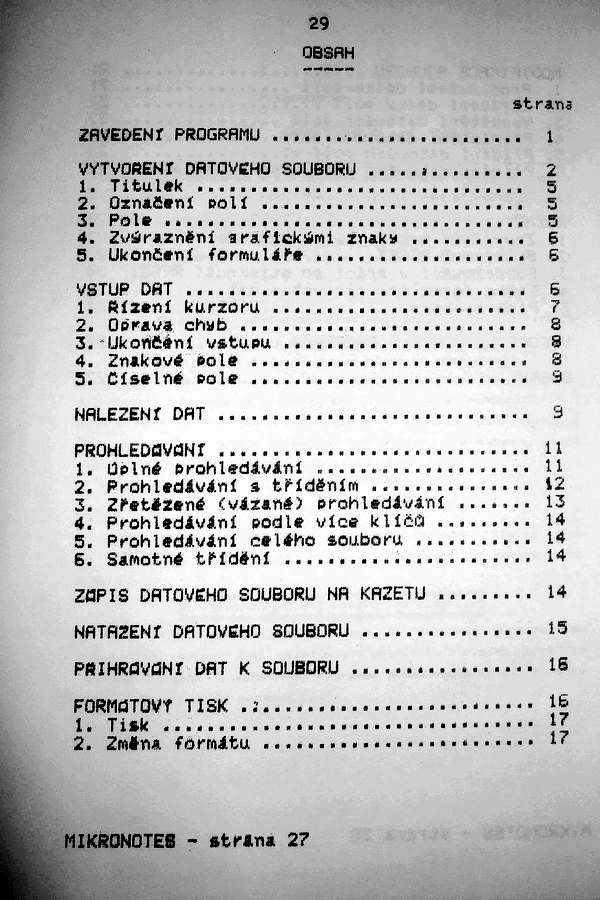 29
OBSAH
-----
strana
ZAVEDENÍ PROGRAMU ........................ 1
VYTVOŘENÍ DATOVÉHO SOUBORU ............... 2
1. Titulek ............................... 5
2. Označení polí ......................... 5
3. Pole .................................. 5
4. Zvýraznění grafickými znaky ........... 6
5. Ukončení formuláře .................... 6
VSTUP DAT ................................ 6
1. Řízení kurzoru ........................ 7
2. Oprava chyb ........................... 8
3. Ukončení vstupu ....................... 8
4. Znakové pole .......................... 8
5. Číselné pole .......................... 9
NALEZENÍ DAT ............................. 9
PROHLEDÁVÁNÍ ............................. 11
1. Úplné prohledávání .................... 11
2. Prohledávání s tříděním ............... 12
3. Zřetězené (vázané) prohledávání ....... 13
4. Prohledávání podle více klíčů ......... 14
5. Prohledávání celého souboru ........... 14
6. Samotné třídění ....................... 14
ZÁPIS DATOVÉHO SOUBORU NA KAZETU ......... 14
NATAŽENÍ DATOVÉHO SOUBORU ................ 15
PŘIHRÁVÁNÍ DAT K SOUBORU ................. 16
FORMÁTOVÝ TISK ........................... 16
1. Tisk .................................. 17
2. Změna formátu ......................... 17
MIKRONOTES - strana 27